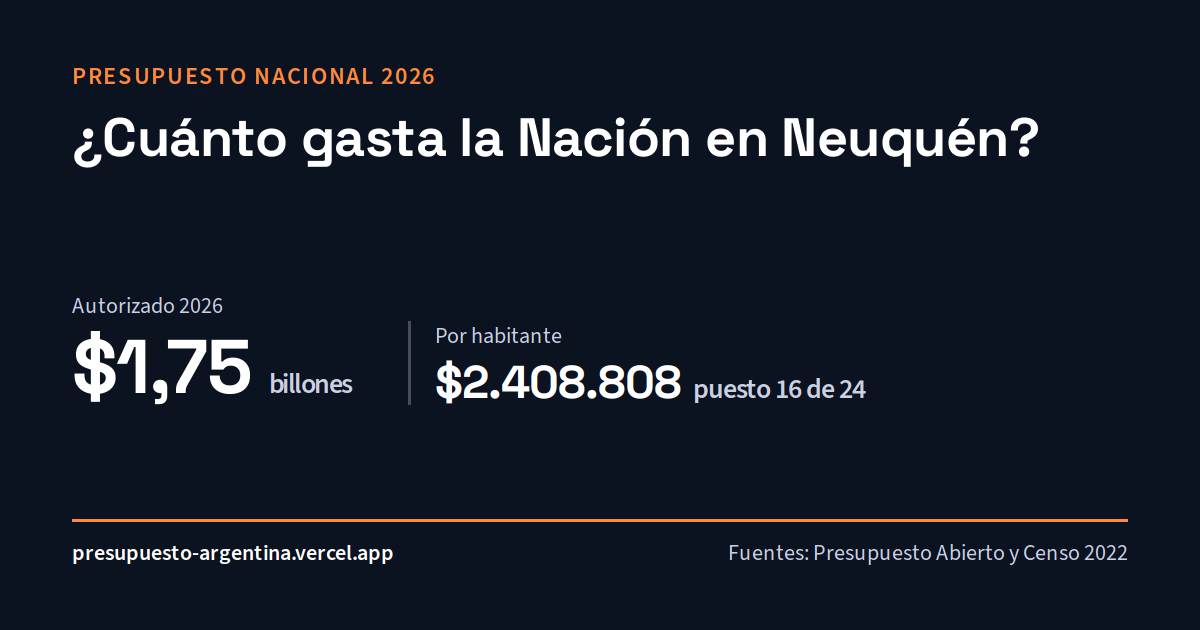 PRESUPUESTO NACIONAL 2026
¿Cuánto gasta la Nación en Neuquén?
Autorizado 2026
$1,75 billones
Por habitante
$2.408.808 puesto 16 de 24
presupuesto-argentina.vercel.app
Fuentes: Presupuesto Abierto y Censo 2022